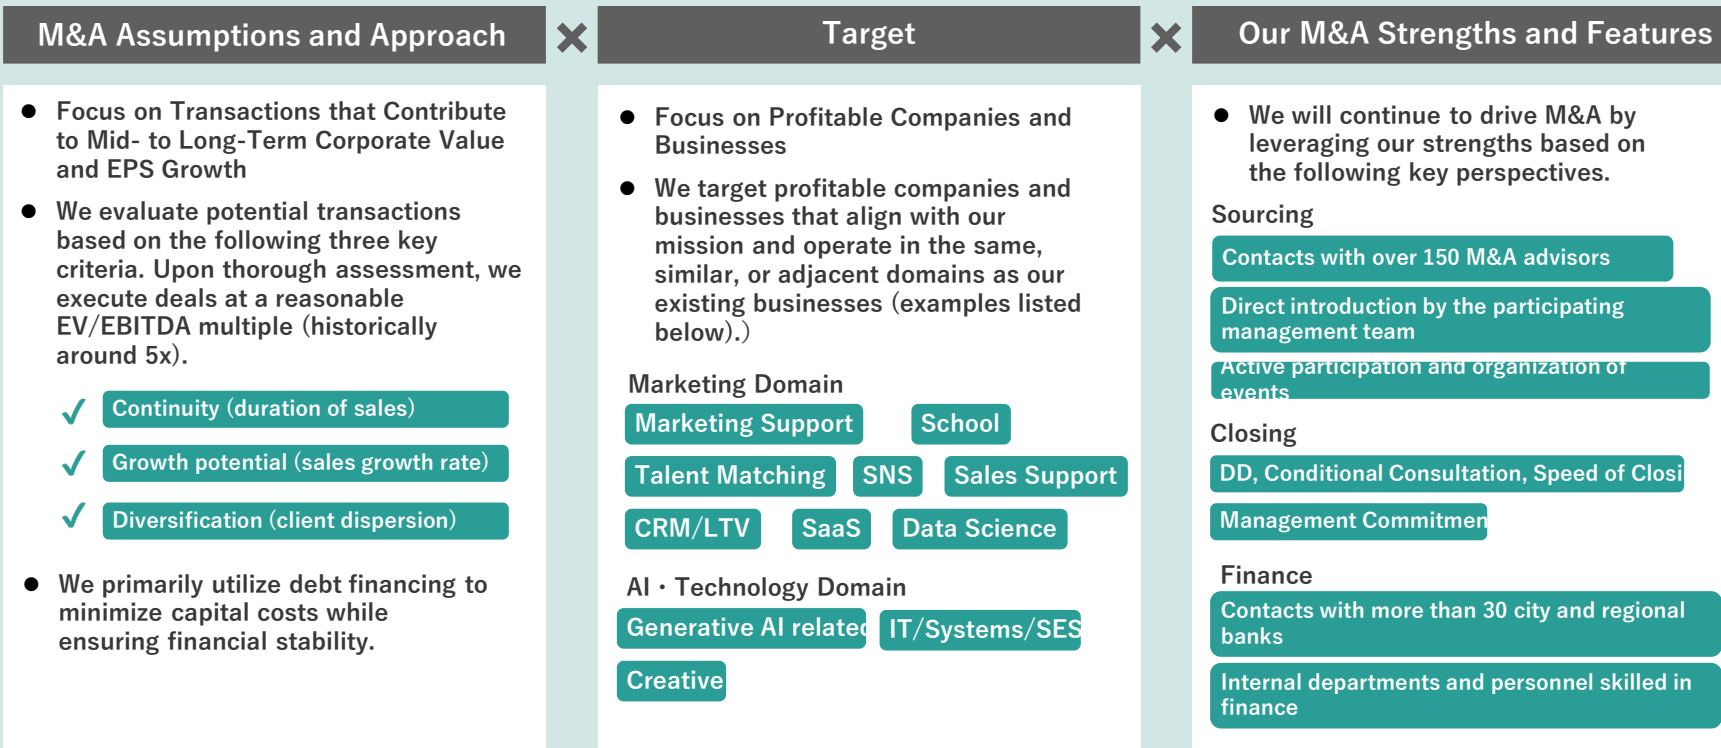 M&A Assumptions and Approach
● Focus on Transactions that Contribute
to Mid- to Long-Term Corporate Value
and EPS Growth
● We evaluate potential transactions
based on the following three key
criteria. Upon thorough assessment, we
execute deals at a reasonable
EV/EBITDA multiple (historically
around 5x).
✓ Continuity (duration of sales)
✓ Growth potential (sales growth rate)
✓ Diversification (client dispersion)
● We primarily utilize debt financing to
minimize capital costs while
ensuring financial stability.
Target
● Focus on Profitable Companies and
Businesses
● We target profitable companies and
businesses that align with our
mission and operate in the same,
similar, or adjacent domains as our
existing businesses (examples listed
below).）
Marketing Domain
Marketing Support School
Talent Matching SNS Sales Support
CRM/LTV SaaS Data Science
AI・Technology Domain
Generative AI related IT/Systems/SES
Creative
Our M&A Strengths and Features
● We will continue to drive M&A by
leveraging our strengths based on
the following key perspectives.
Sourcing
Contacts with over 150 M&A advisors
Direct introduction by the participating
management team
Active participation and organization of
events
Closing
DD, Conditional Consultation, Speed of Closi
Management Commitmen
Finance
Contacts with more than 30 city and regional
banks
Internal departments and personnel skilled in
finance